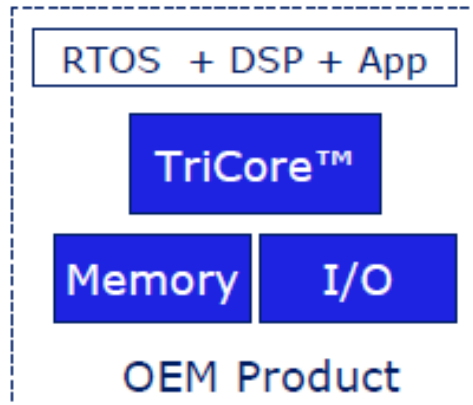 RTOS + DSP + App
TriCore™
Memory I/O
OEM Product